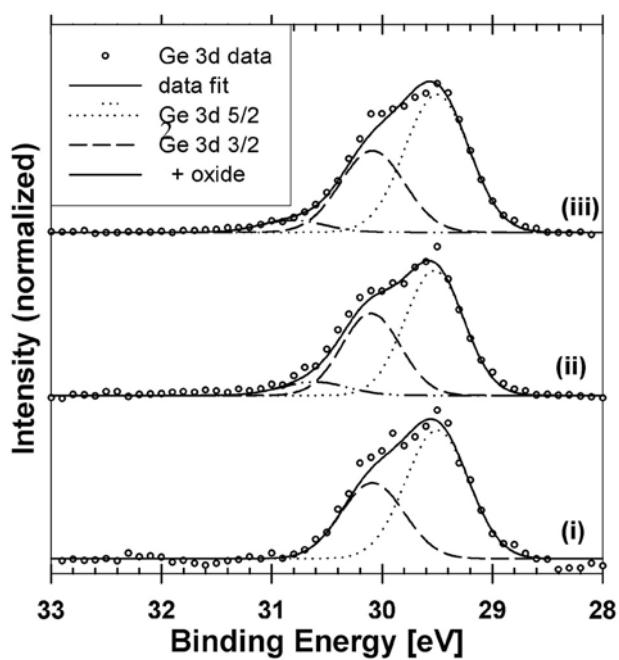 Ge 3d data
data fit
Ge 3d 5/2
2
Ge 3d 3/2
+ oxide
(iii)
(ii)
(i)
Intensity (normalized)
33 32 31 30 29 28
Binding Energy [eV]